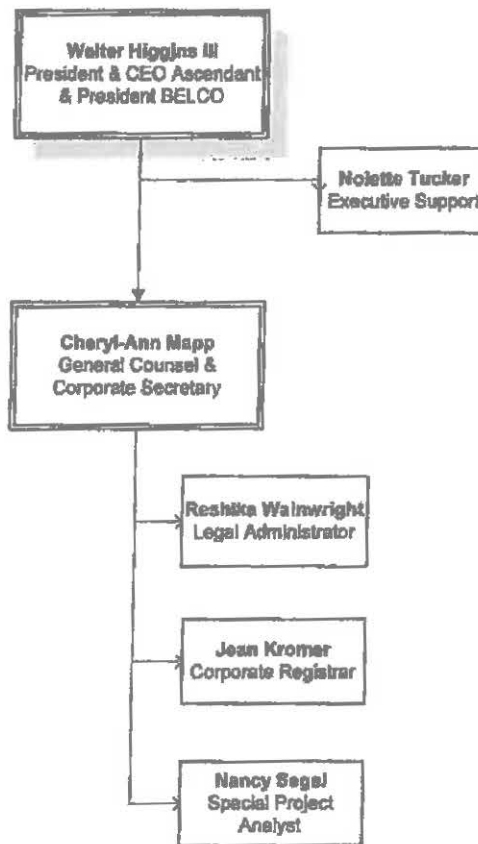 Walter Higgins III
President & CEO Ascendant
& President BELCO
Nolette Tucker
Executive Support
Cheryl-Ann Mapp
General Counsel &
Corporate Secretary
Reshika Wainwright
Legal Administrator
Jean Kromer
Corporate Registrar
Nancy Segal
Special Project
Analyst